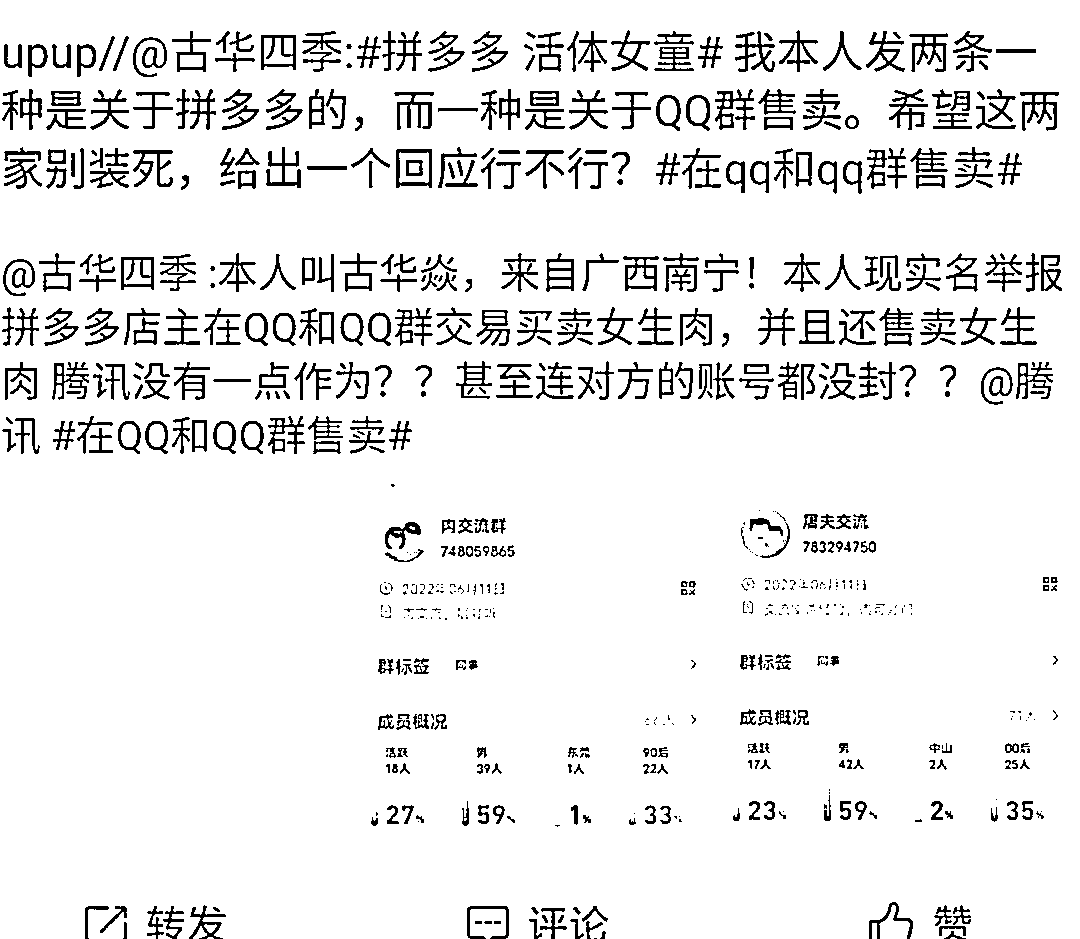 upup//@古华四季:#拼多多 活体女童# 我本人发两条一
种是关于拼多多的，而一种是关于QQ群售卖。希望这两
家别装死，给出一个回应行不行？#在qq和qq群售卖#
@古华四季 :本人叫古华焱，来自广西南宁！本人现实名举报
拼多多店主在QQ和QQ群交易买卖女生肉，并且还售卖女生
肉 腾讯没有一点作为？？甚至连对方的账号都没封？？@腾
讯 #在QQ和QQ群售卖#
肉交流群
748059865
2022年06月11日
群标签 同事
成员概况
活跃 男 东莞 90后
18人 39人 1人 22人
27% 59% 1% 33%
屠夫交流
783294750
2022年06月11日
群标签 同事
成员概况 71人
活跃 男 中山 00后
17人 42人 2人 25人
23% 59% 2% 35%
转发 评论 赞